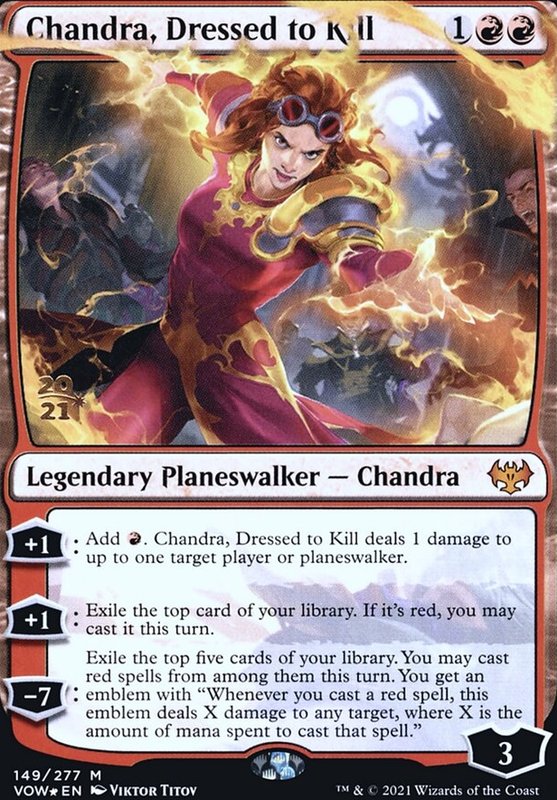 Chandra, Dressed to Kill 1
20
21
Legendary Planeswalker — Chandra
+1: Add . Chandra, Dressed to Kill deals 1 damage to
up to one target player or planeswalker.
+1: Exile the top card of your library. If it's red, you may
cast it this turn.
Exile the top five cards of your library. You may cast
red spells from among them this turn. You get an
−7: emblem with “Whenever you cast a red spell, this
emblem deals X damage to any target, where X is the
amount of mana spent to cast that spell.”
3
149/277 M
VOW★EN Viktor Titov
™ & © 2021 Wizards of the Coast